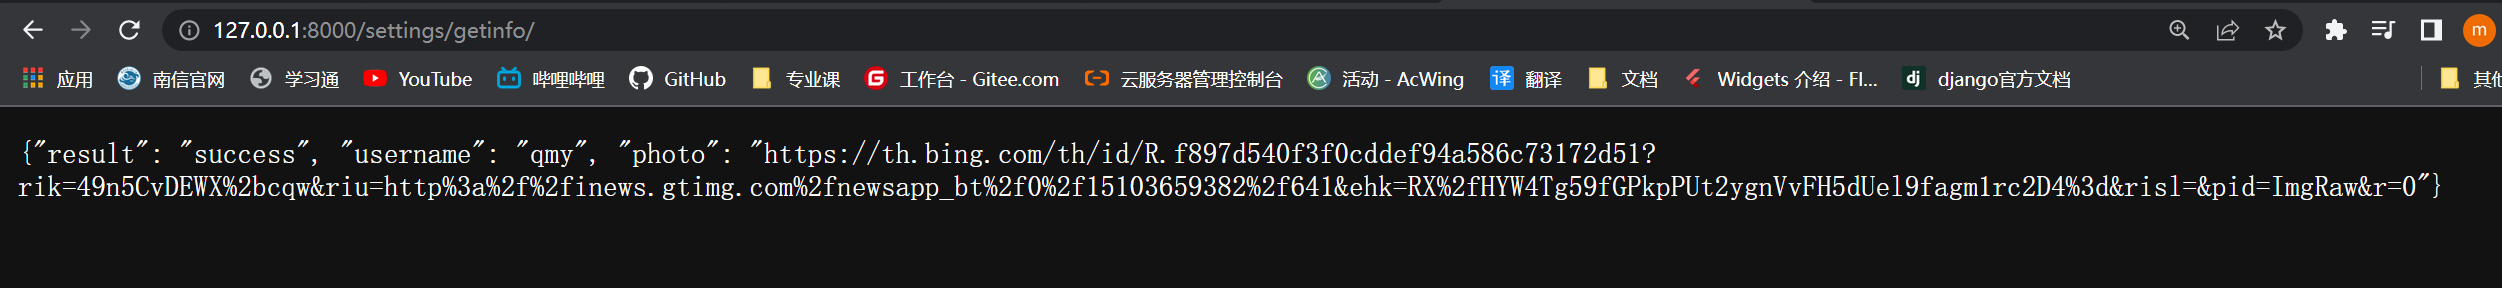 127.0.0.1:8000/settings/getinfo/
m
应用 南信官网 学习通 YouTube 哔哩哔哩 GitHub 专业课 工作台 - Gitee.com 云服务器管理控制台 活动 - AcWing 译 翻译 文档 Widgets 介绍 - Fl... dj django官方文档 其他
{"result": "success", "username": "qmy", "photo": "https://th.bing.com/th/id/R.f897d540f3f0cddef94a586c73172d51?
rik=49n5CvDEWX%2bcqw&riu=http%3a%2f%2finews.gtimg.com%2fnewsapp_bt%2f0%2f15103659382%2f641&ehk=RX%2fHYW4Tg59fGPkpPUt2ygnVvFH5dUel9fagm1rc2D4%3d&risl=&pid=ImgRaw&r=0"}